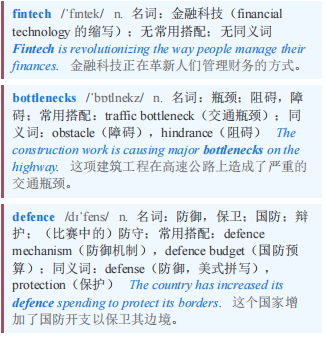 fintech /ˈfɪntek/ n. 名词：金融科技（financial
technology 的缩写）；无常用搭配；无同义词
Fintech is revolutionizing the way people manage their
finances. 金融科技正在革新人们管理财务的方式。
bottlenecks /ˈbɒtlnekz/ n. 名词：瓶颈；阻碍，障
碍；常用搭配：traffic bottleneck（交通瓶颈）；同
义词：obstacle（障碍），hindrance（阻碍） The
construction work is causing major bottlenecks on the
highway. 这项建筑工程在高速公路上造成了严重的
交通瓶颈。
defence /dɪˈfens/ n. 名词：防御，保卫；国防；辩
护；（比赛中的）防守；常用搭配：defence
mechanism（防御机制），defence budget（国防预
算）；同义词：defense（防御，美式拼写），
protection（保护） The country has increased its
defence spending to protect its borders. 这个国家增
加了国防开支以保卫其边境。